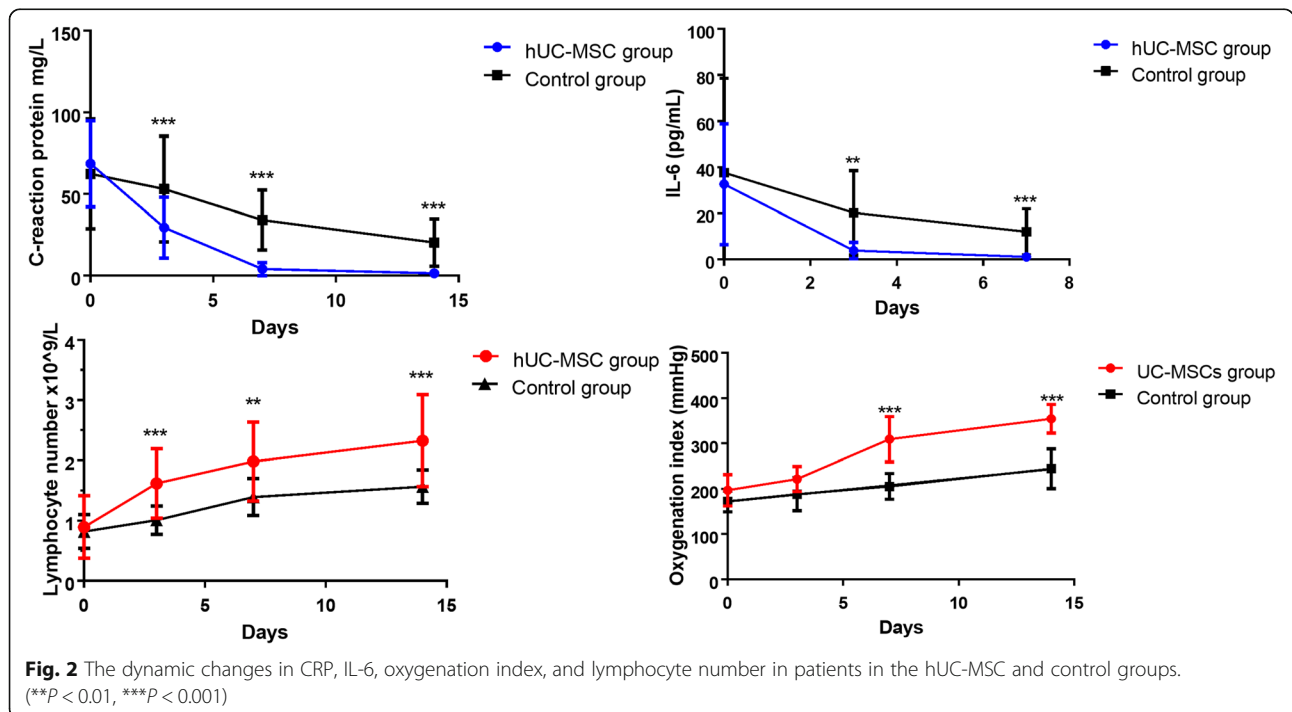 150
100
50
0
C-reaction protein mg/L
hUC-MSC group
Control group
***
***
***
0
5
10
15
Days
100
80
60
40
20
0
IL-6 (pg/mL)
hUC-MSC group
Control group
**
***
0
2
4
6
8
Days
4
3
2
1
0
Lymphocyte number x10^9/L
hUC-MSC group
Control group
***
**
***
0
5
10
15
Days
500
400
300
200
100
0
Oxygenation index (mmHg)
UC-MSCs group
Control group
***
***
0
5
10
15
Days
Fig. 2 The dynamic changes in CRP, IL-6, oxygenation index, and lymphocyte number in patients in the hUC-MSC and control groups.
(**P < 0.01, ***P < 0.001)